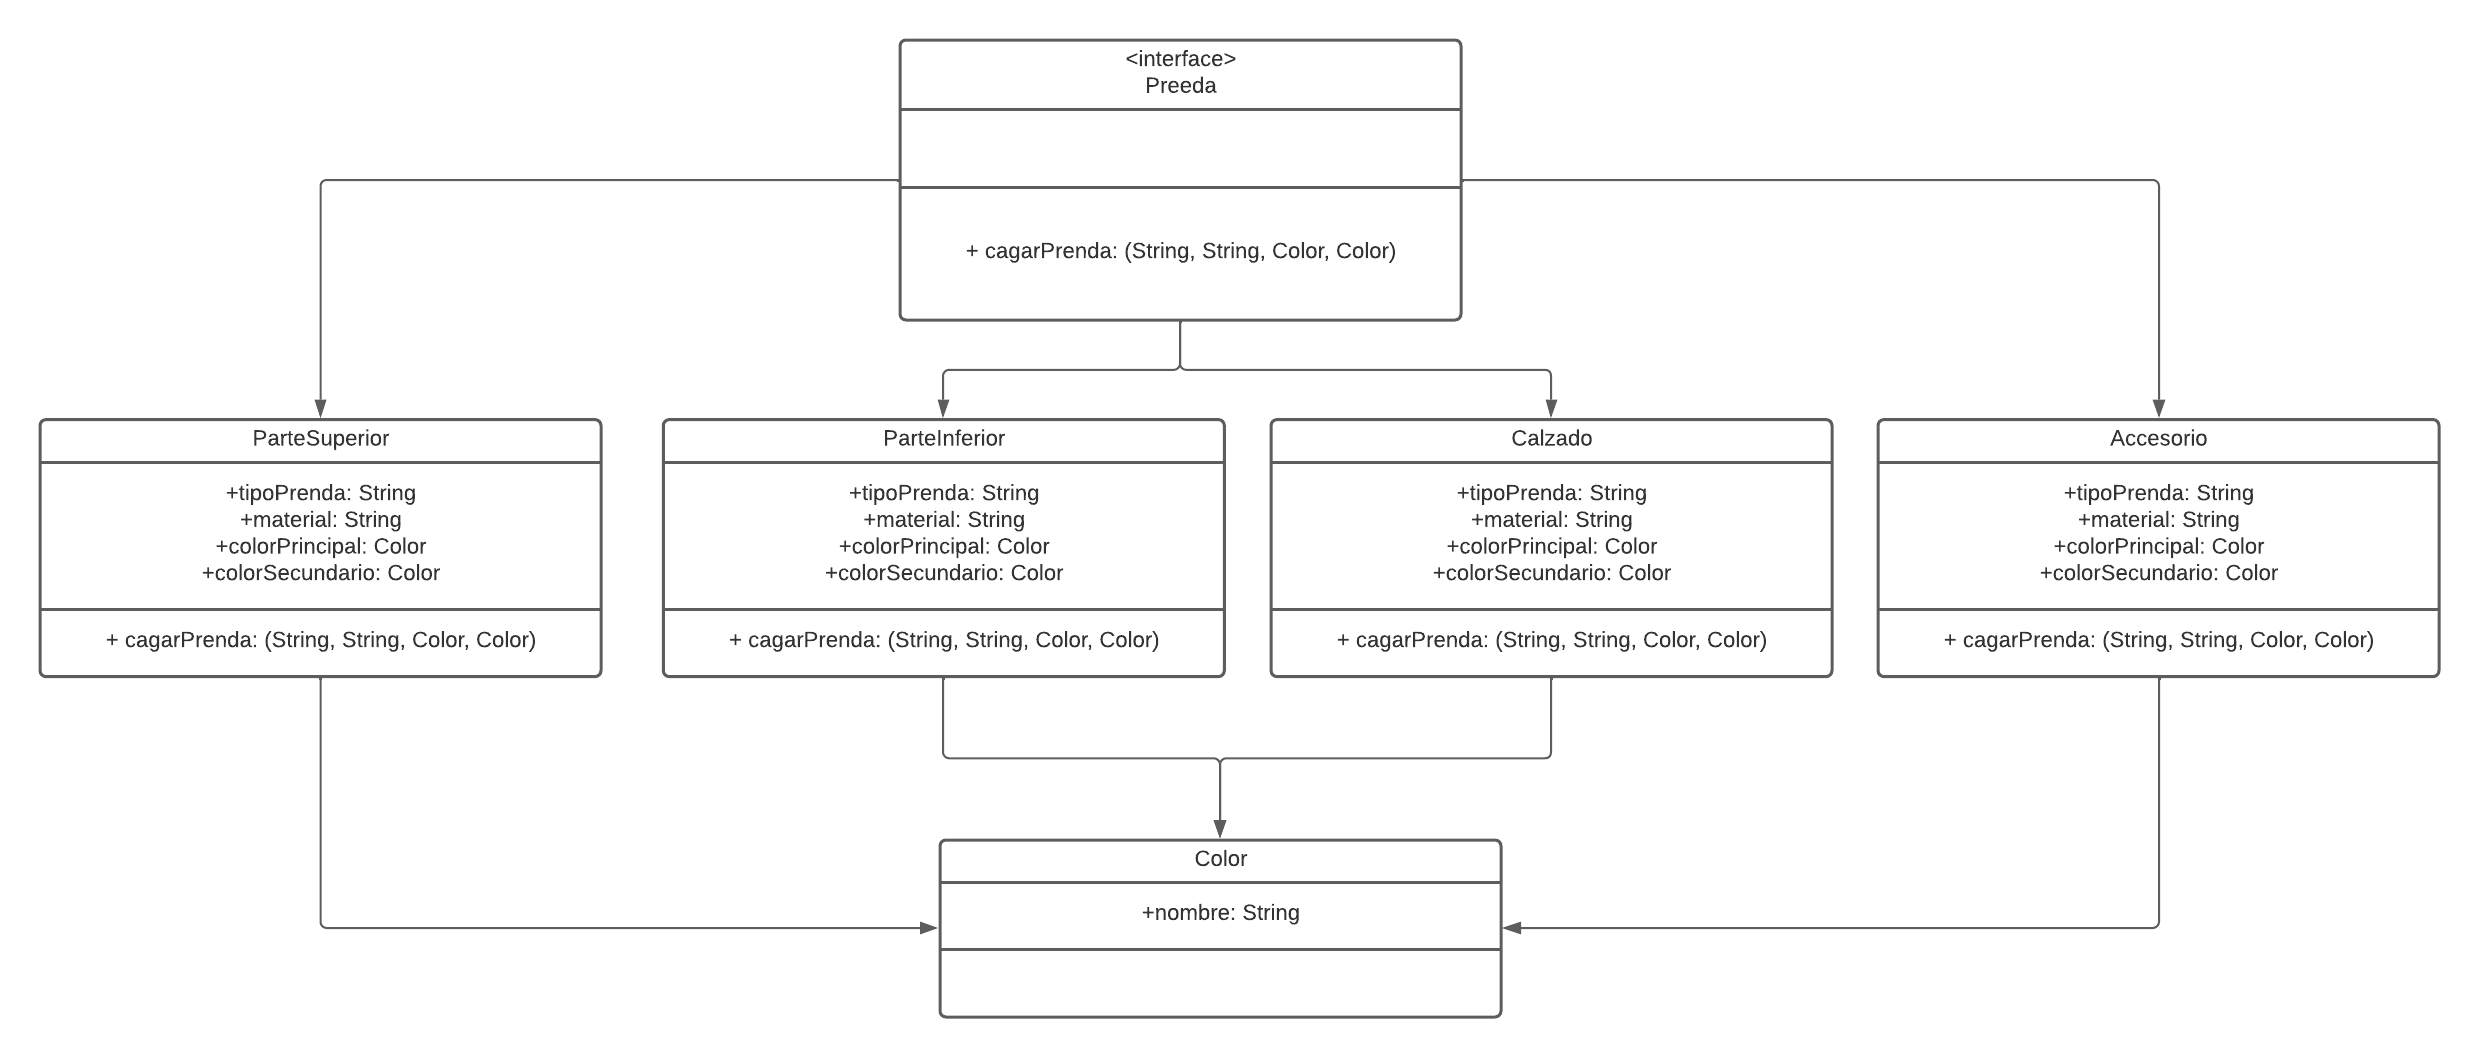 <interface>
Preeda
+ cagarPrenda: (String, String, Color, Color)
ParteSuperior
+tipoPrenda: String
+material: String
+colorPrincipal: Color
+colorSecundario: Color
+ cagarPrenda: (String, String, Color, Color)
ParteInferior
+tipoPrenda: String
+material: String
+colorPrincipal: Color
+colorSecundario: Color
+ cagarPrenda: (String, String, Color, Color)
Calzado
+tipoPrenda: String
+material: String
+colorPrincipal: Color
+colorSecundario: Color
+ cagarPrenda: (String, String, Color, Color)
Accesorio
+tipoPrenda: String
+material: String
+colorPrincipal: Color
+colorSecundario: Color
+ cagarPrenda: (String, String, Color, Color)
Color
+nombre: String